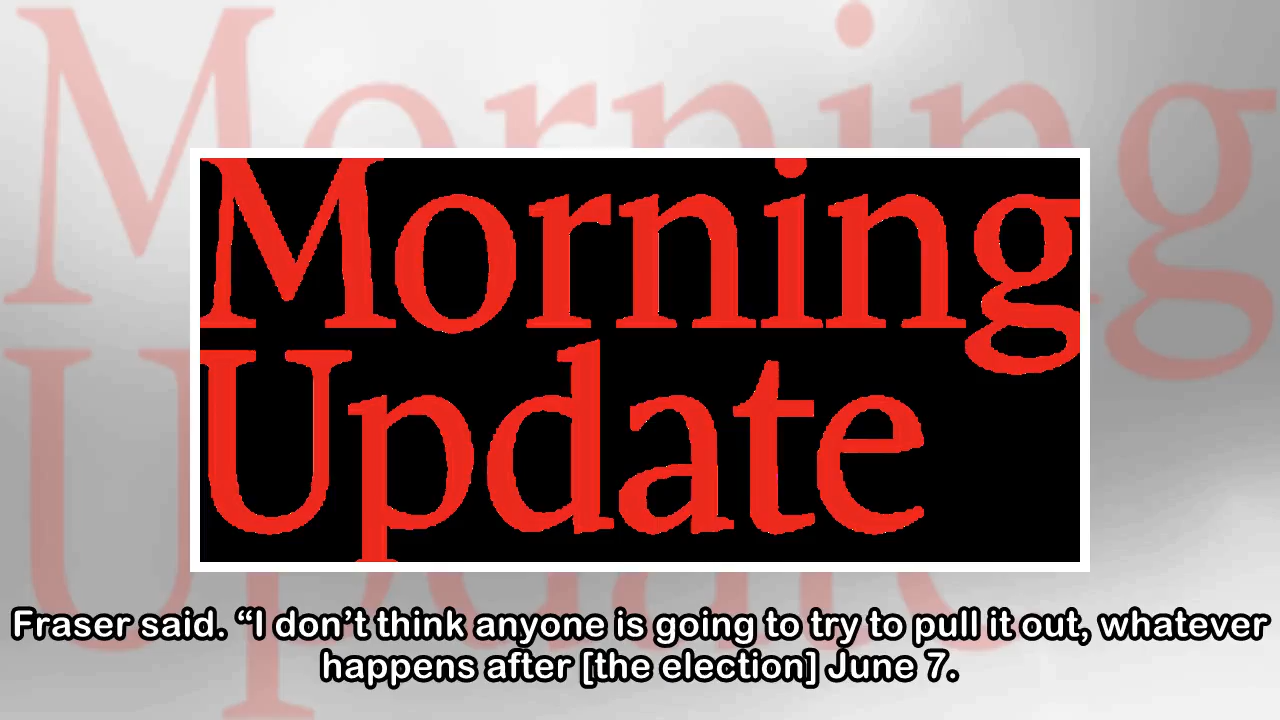 Morning
Update
Fraser said. “I don’t think anyone is going to try to pull it out, whatever
happens after [the election] June 7.